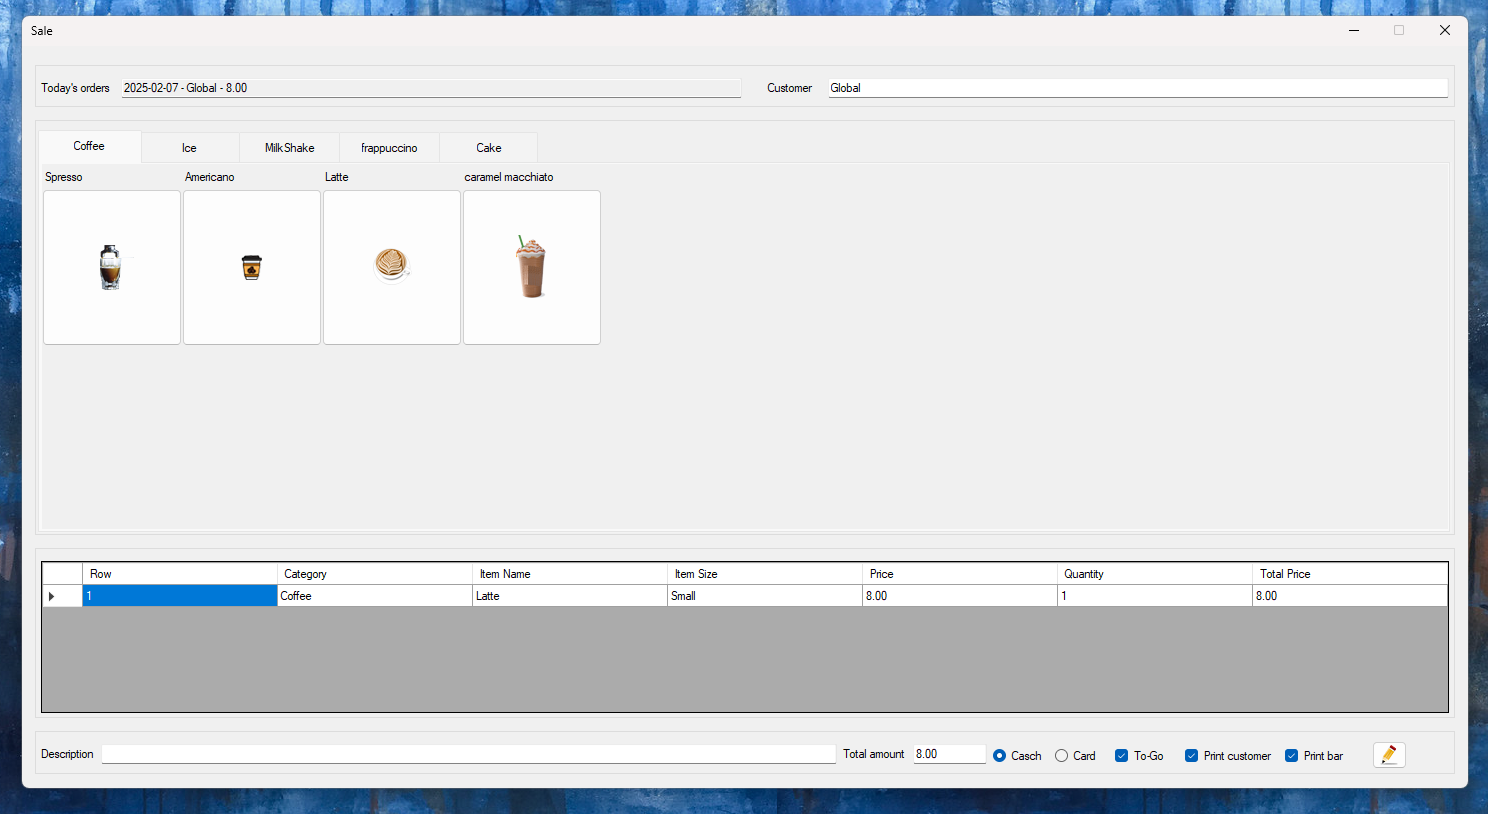 Sale
Today's orders 2025-02-07 - Global - 8.00 Customer Global
Coffee Ice MilkShake frappuccino Cake
Spresso Americano Latte caramel macchiato
Row Category Item Name Item Size Price Quantity Total Price
1 Coffee Latte Small 8.00 1 8.00
Description Total amount 8.00 Casch Card To-Go Print customer Print bar